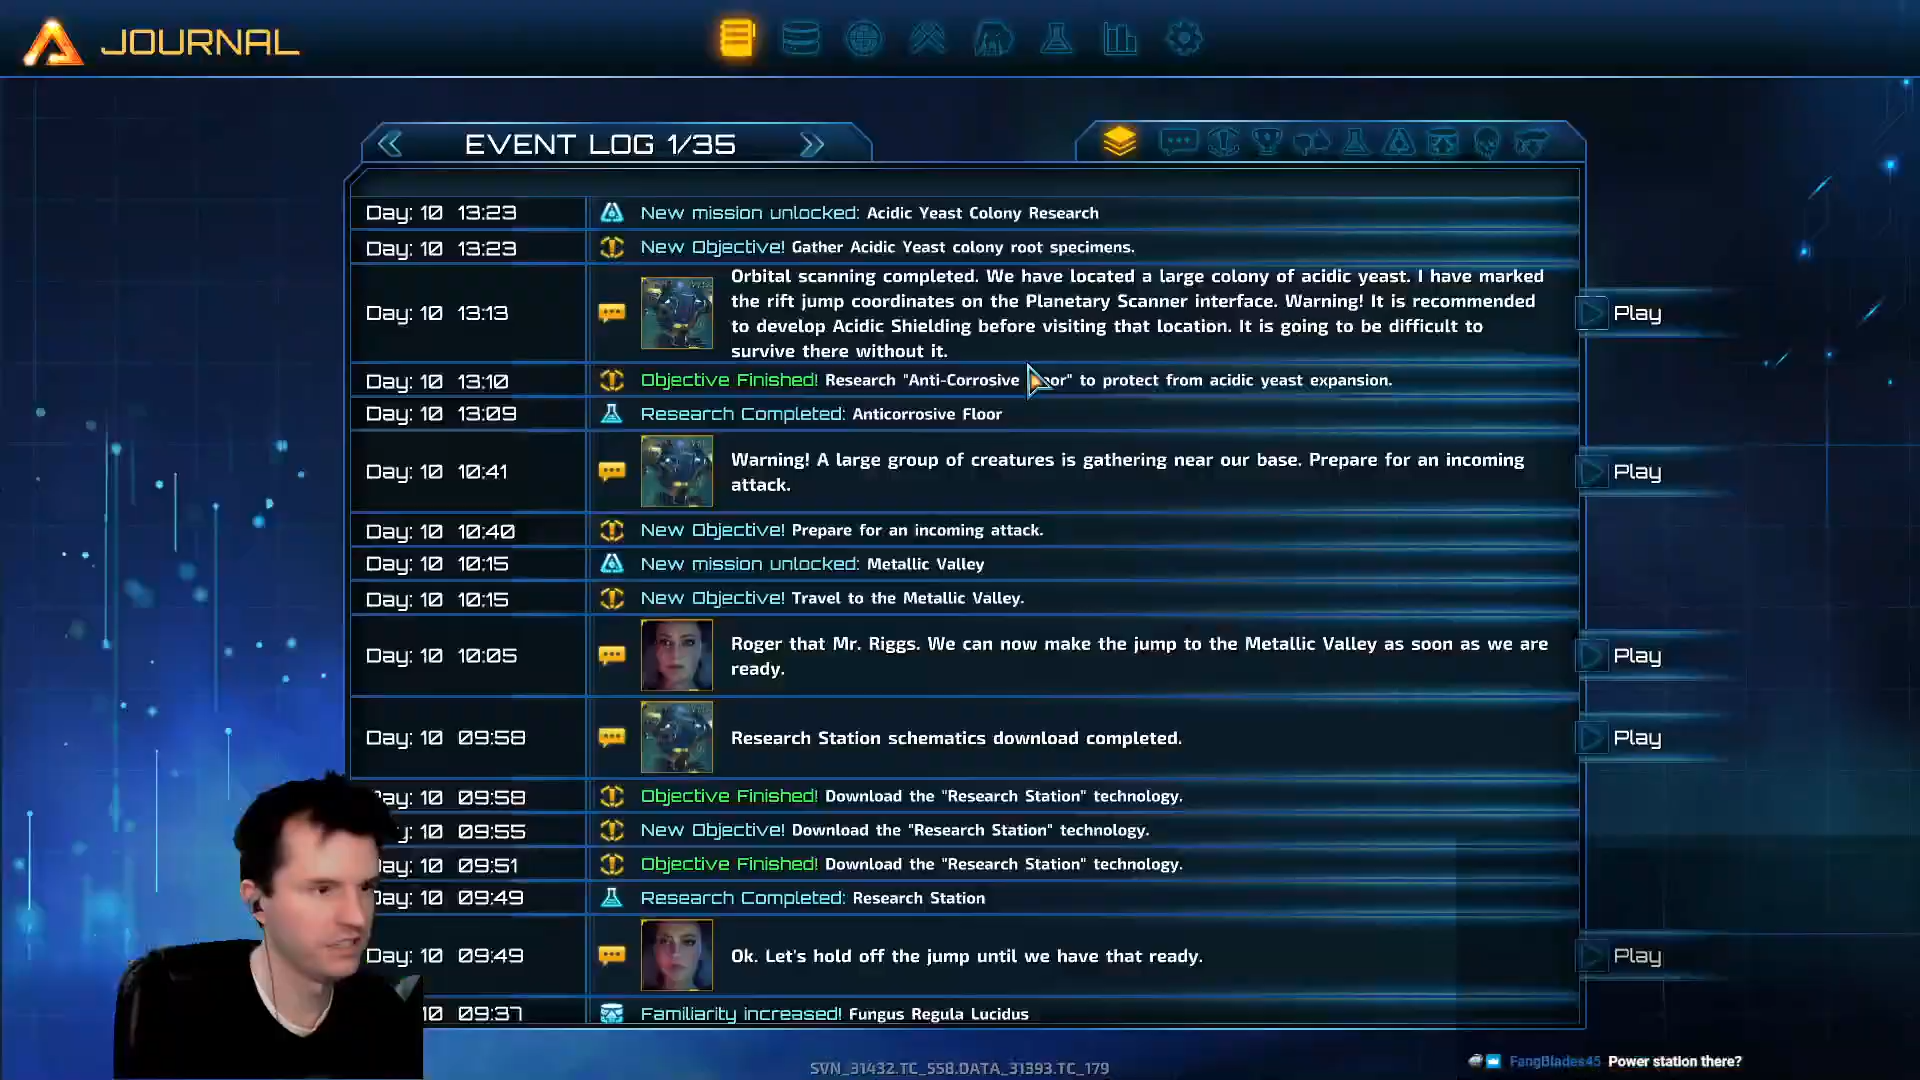 JOURNAL
EVENT LOG 1/35
Day: 10 13:23
New mission unlocked: Acidic Yeast Colony Research
Day: 10 13:23
New Objective! Gather Acidic Yeast colony root specimens.
Day: 10 13:13
Orbital scanning completed. We have located a large colony of acidic yeast. I have marked
the rift jump coordinates on the Planetary Scanner interface. Warning! It is recommended
to develop Acidic Shielding before visiting that location. It is going to be difficult to
survive there without it.
Play
Day: 10 13:10
Objective Finished! Research "Anti-Corrosive oor" to protect from acidic yeast expansion.
Day: 10 13:09
Research Completed: Anticorrosive Floor
Day: 10 10:41
Warning! A large group of creatures is gathering near our base. Prepare for an incoming
attack.
Play
Day: 10 10:40
New Objective! Prepare for an incoming attack.
Day: 10 10:15
New mission unlocked: Metallic Valley
Day: 10 10:15
New Objective! Travel to the Metallic Valley.
Day: 10 10:05
Roger that Mr. Riggs. We can now make the jump to the Metallic Valley as soon as we are
ready.
Play
Day: 10 09:58
Research Station schematics download completed.
Play
ay: 10 09:58
Objective Finished! Download the "Research Station" technology.
y: 10 09:55
New Objective! Download the "Research Station" technology.
ay: 10 09:51
Objective Finished! Download the "Research Station" technology.
ay: 10 09:49
Research Completed: Research Station
ay: 10 09:49
Ok. Let's hold off the jump until we have that ready.
Play
10 09:37
Familiarity increased! Fungus Regula Lucidus
SVN_31432.TC_558.DATA_31393.TC_179
FangBlades45 Power station there?